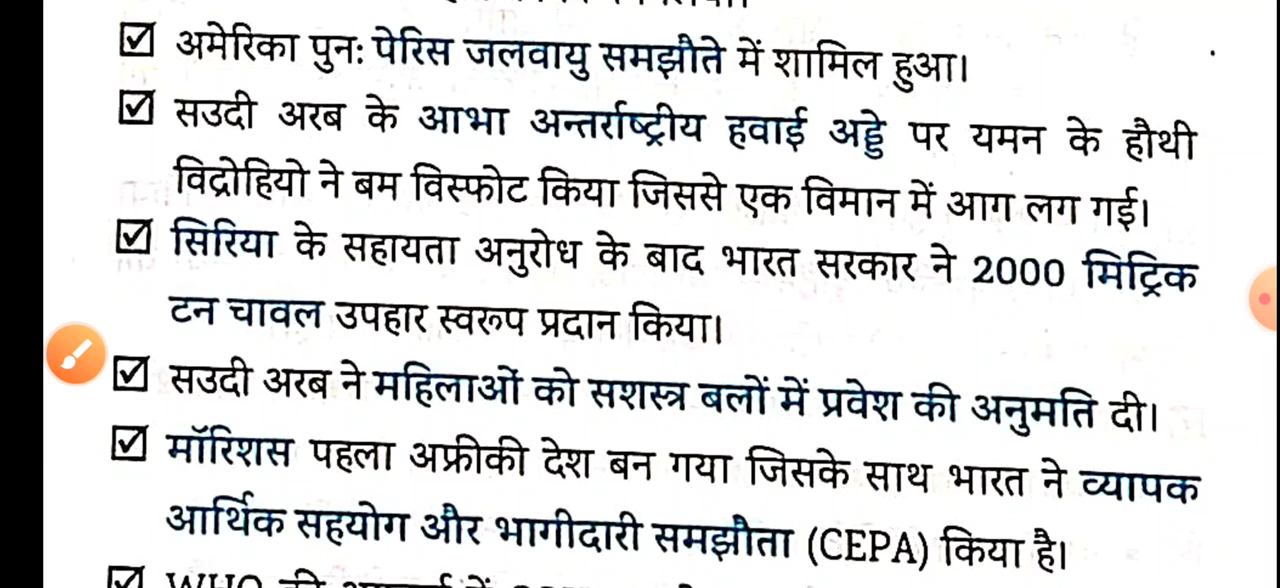 अमेरिका पुनः पेरिस जलवायु समझौते में शामिल हुआ।
सउदी अरब के आभा अन्तर्राष्ट्रीय हवाई अड्डे पर यमन के हौथी
विद्रोहियो ने बम विस्फोट किया जिससे एक विमान में आग लग गई।
सिरिया के सहायता अनुरोध के बाद भारत सरकार ने 2000 मिट्रिक
टन चावल उपहार स्वरूप प्रदान किया।
सउदी अरब ने महिलाओं को सशस्त्र बलों में प्रवेश की अनुमति दी।
मॉरिशस पहला अफ्रीकी देश बन गया जिसके साथ भारत ने व्यापक
आर्थिक सहयोग और भागीदारी समझौता (CEPA) किया है।
WHO की